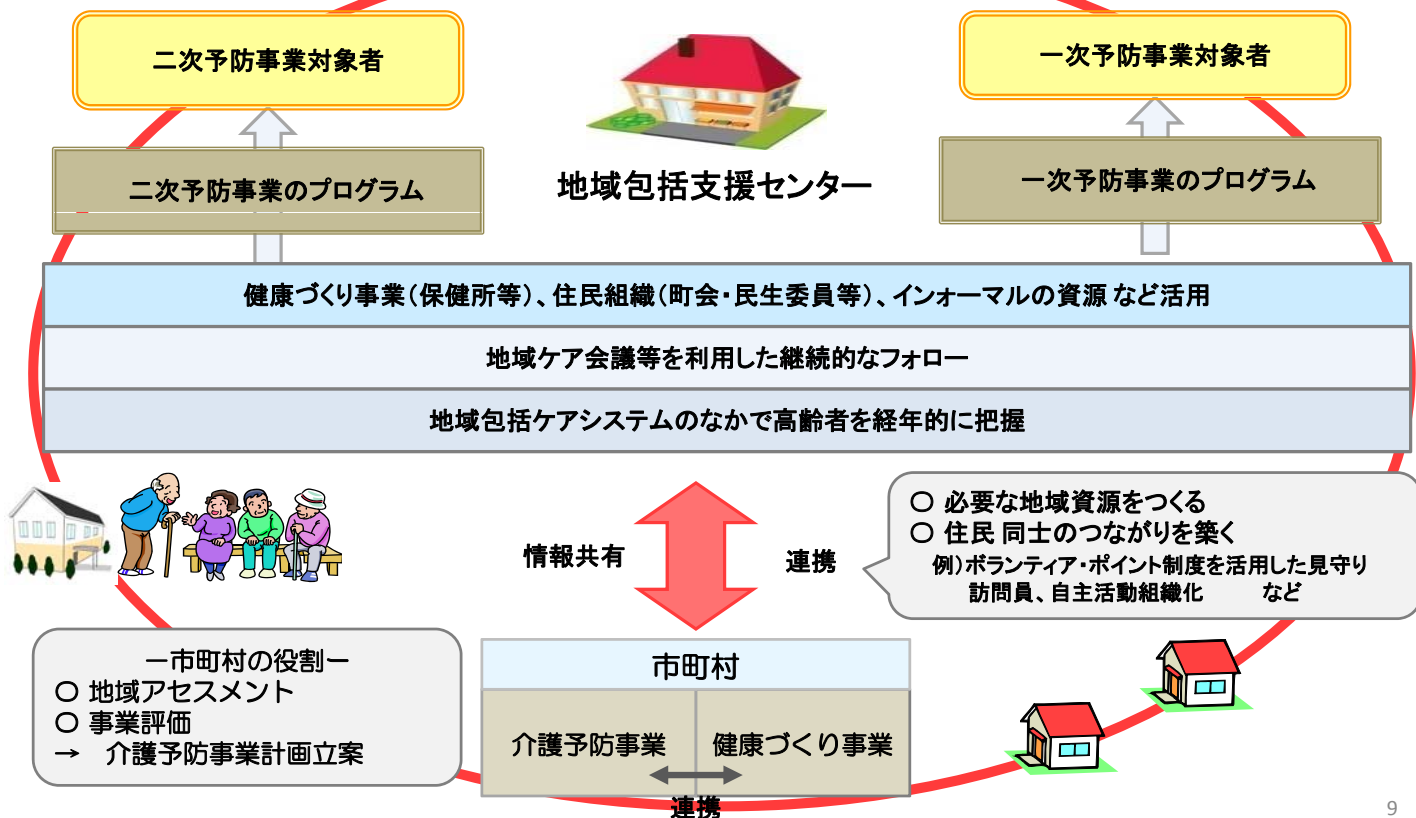 二次予防事業対象者
一次予防事業対象者
二次予防事業のプログラム
地域包括支援センター
一次予防事業のプログラム
健康づくり事業(保健所等)、住民組織(町会・民生委員等)、インォーマルの資源 など活用
地域ケア会議等を利用した継続的なフォロー
地域包括ケアシステムのなかで高齢者を経年的に把握
情報共有
連携
○ 必要な地域資源をつくる
○ 住民 同士のつながりを築く
例)ボランティア・ポイント制度を活用した見守り
訪問員、自主活動組織化 など
－市町村の役割－
○ 地域アセスメント
○ 事業評価
→ 介護予防事業計画立案
市町村
介護予防事業
健康づくり事業
連携
9